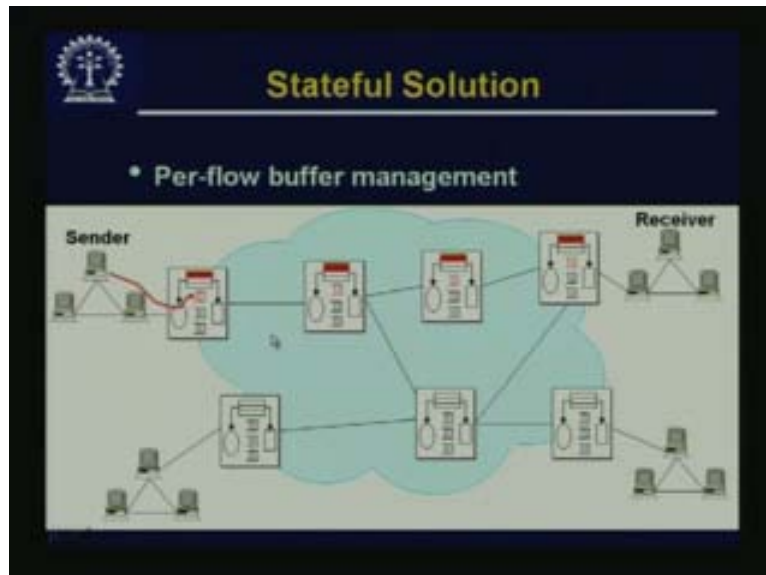 Stateful Solution
• Per-flow buffer management
Sender
Receiver